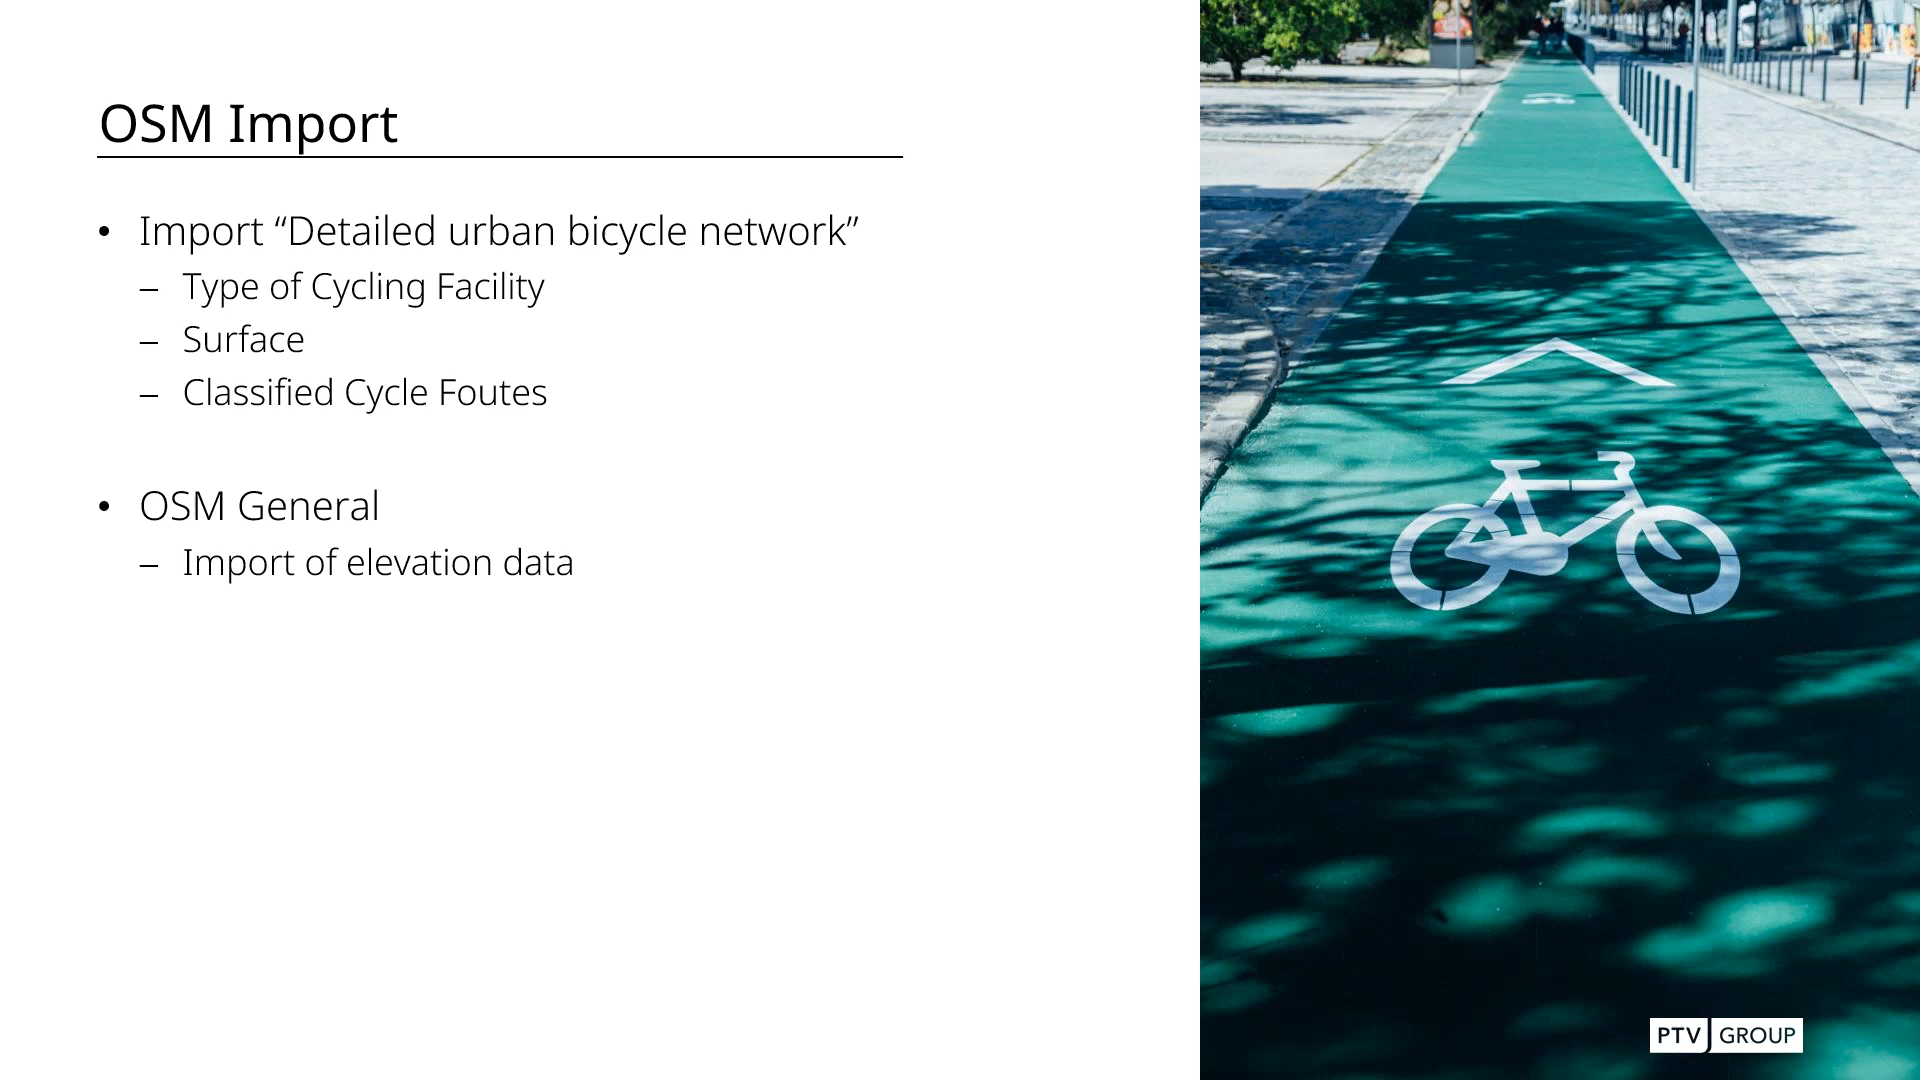 OSM Import
• Import “Detailed urban bicycle network”
– Type of Cycling Facility
– Surface
– Classified Cycle Foutes
• OSM General
– Import of elevation data
PTV GROUP